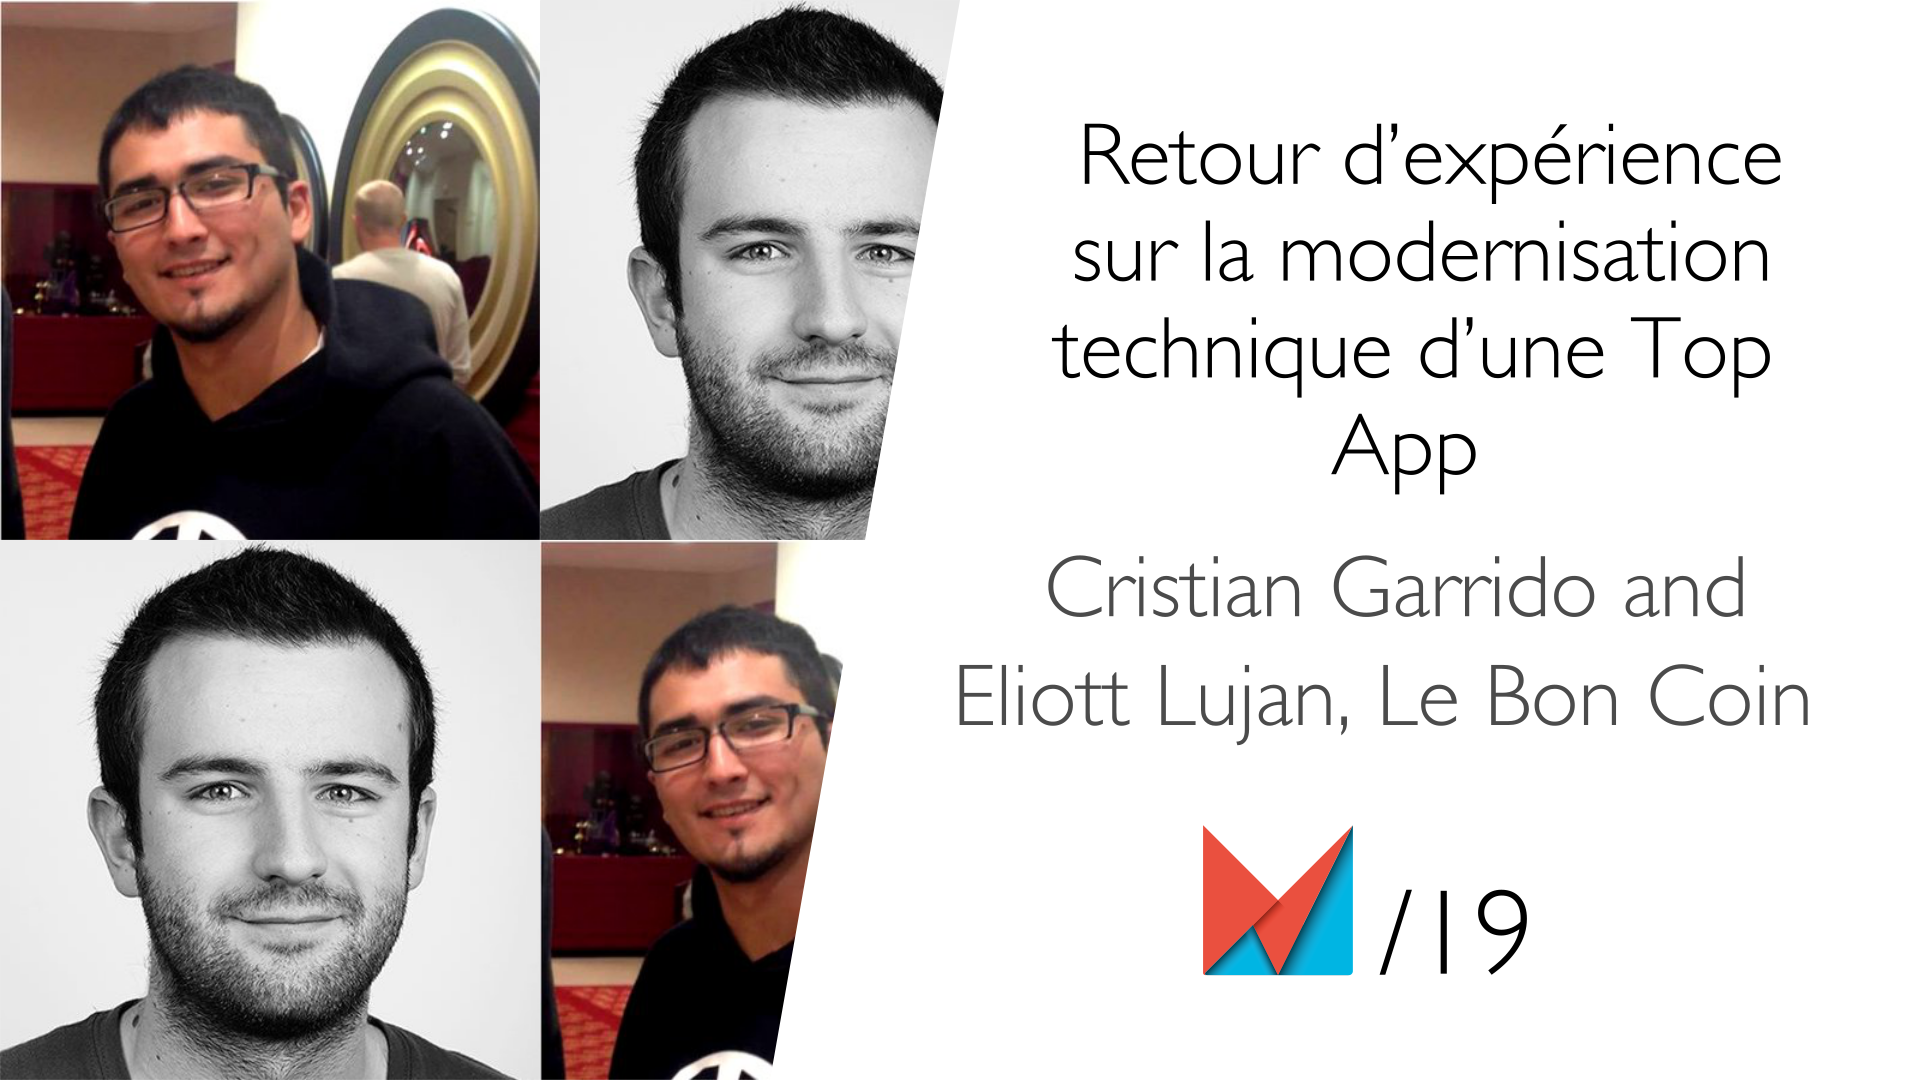 Retour d’expérience
sur la modernisation
technique d’une Top
App
Cristian Garrido and
Eliott Lujan, Le Bon Coin
/19